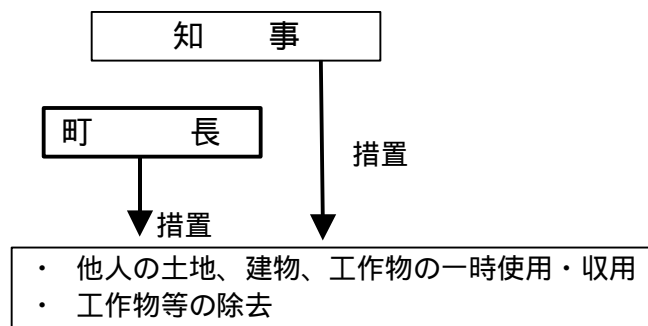 知　　事
町　　　長
措置
措置
・　他人の土地、建物、工作物の一時使用・収用
・　工作物等の除去